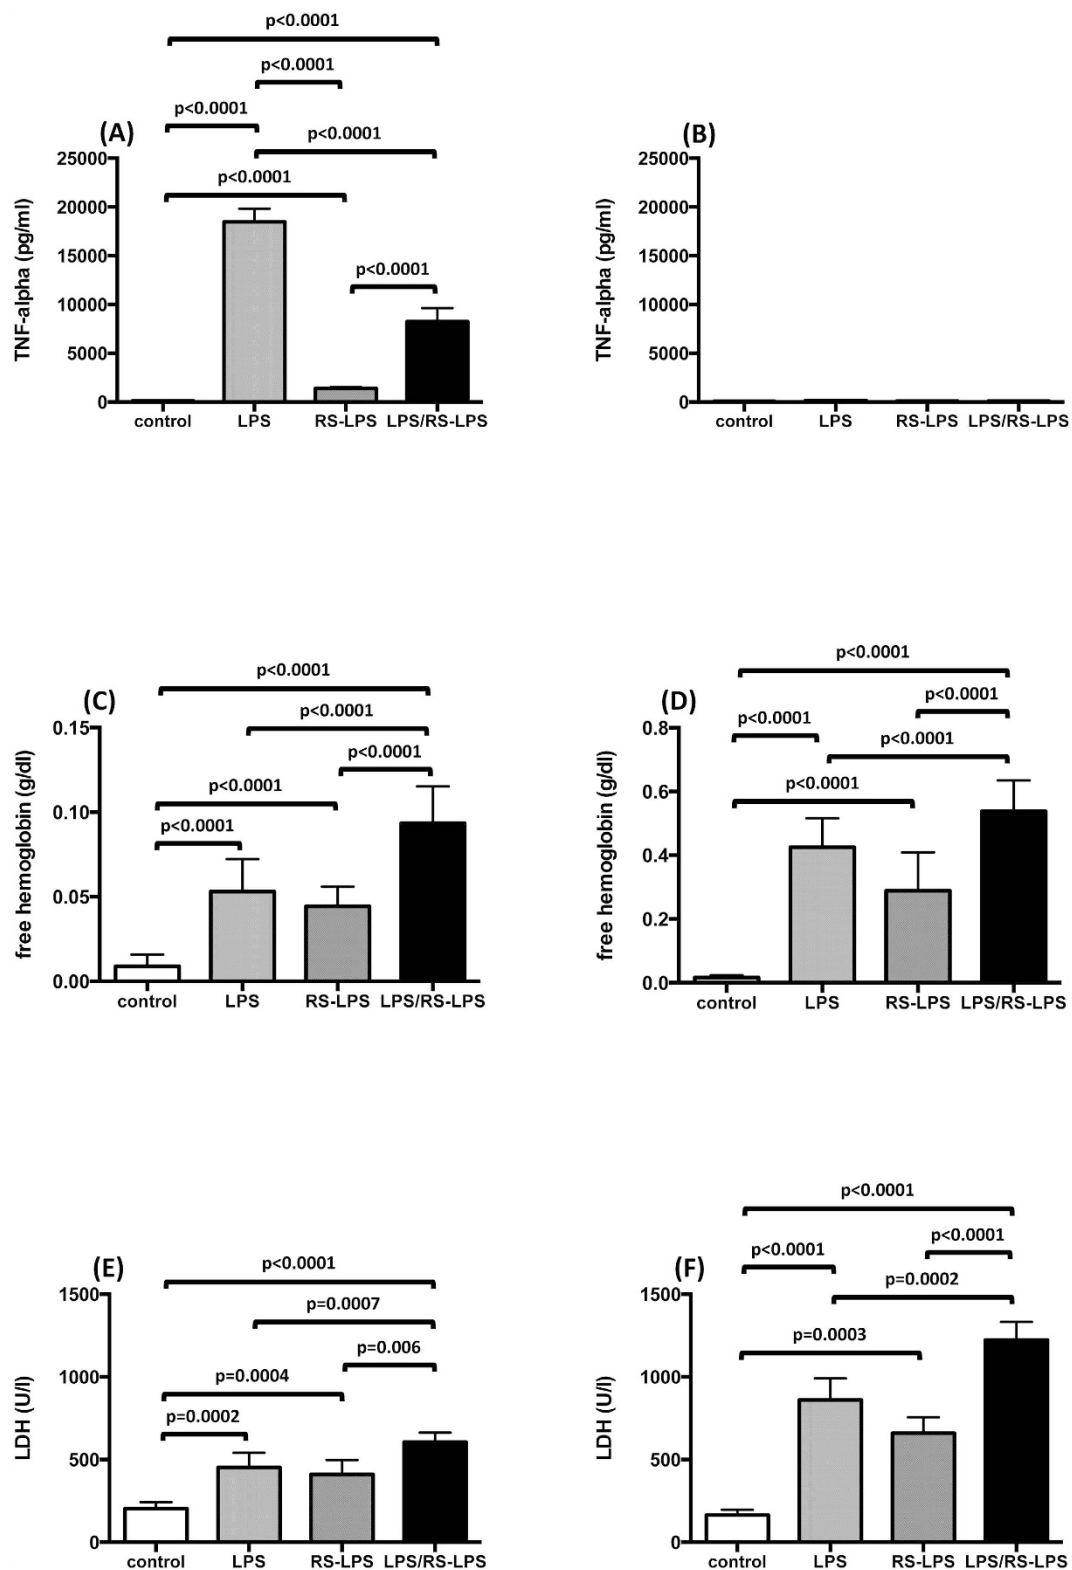 p<0.0001
p<0.0001
p<0.0001
p<0.0001
p<0.0001
p<0.0001
(A)
TNF-alpha (pg/ml)
25000
20000
15000
10000
5000
0
control LPS RS-LPS LPS/RS-LPS
(B)
TNF-alpha (pg/ml)
25000
20000
15000
10000
5000
0
control LPS RS-LPS LPS/RS-LPS
p<0.0001
p<0.0001
p<0.0001
p<0.0001
p<0.0001
(C)
free hemoglobin (g/dl)
0.15
0.10
0.05
0.00
control LPS RS-LPS LPS/RS-LPS
p<0.0001
p<0.0001
p<0.0001
p<0.0001
p<0.0001
(D)
free hemoglobin (g/dl)
0.8
0.6
0.4
0.2
0.0
control LPS RS-LPS LPS/RS-LPS
p<0.0001
p=0.0007
p=0.006
p=0.0004
p=0.0002
(E)
LDH (U/l)
1500
1000
500
0
control LPS RS-LPS LPS/RS-LPS
p<0.0001
p<0.0001
p<0.0001
p=0.0002
p=0.0003
(F)
LDH (U/l)
1500
1000
500
0
control LPS RS-LPS LPS/RS-LPS